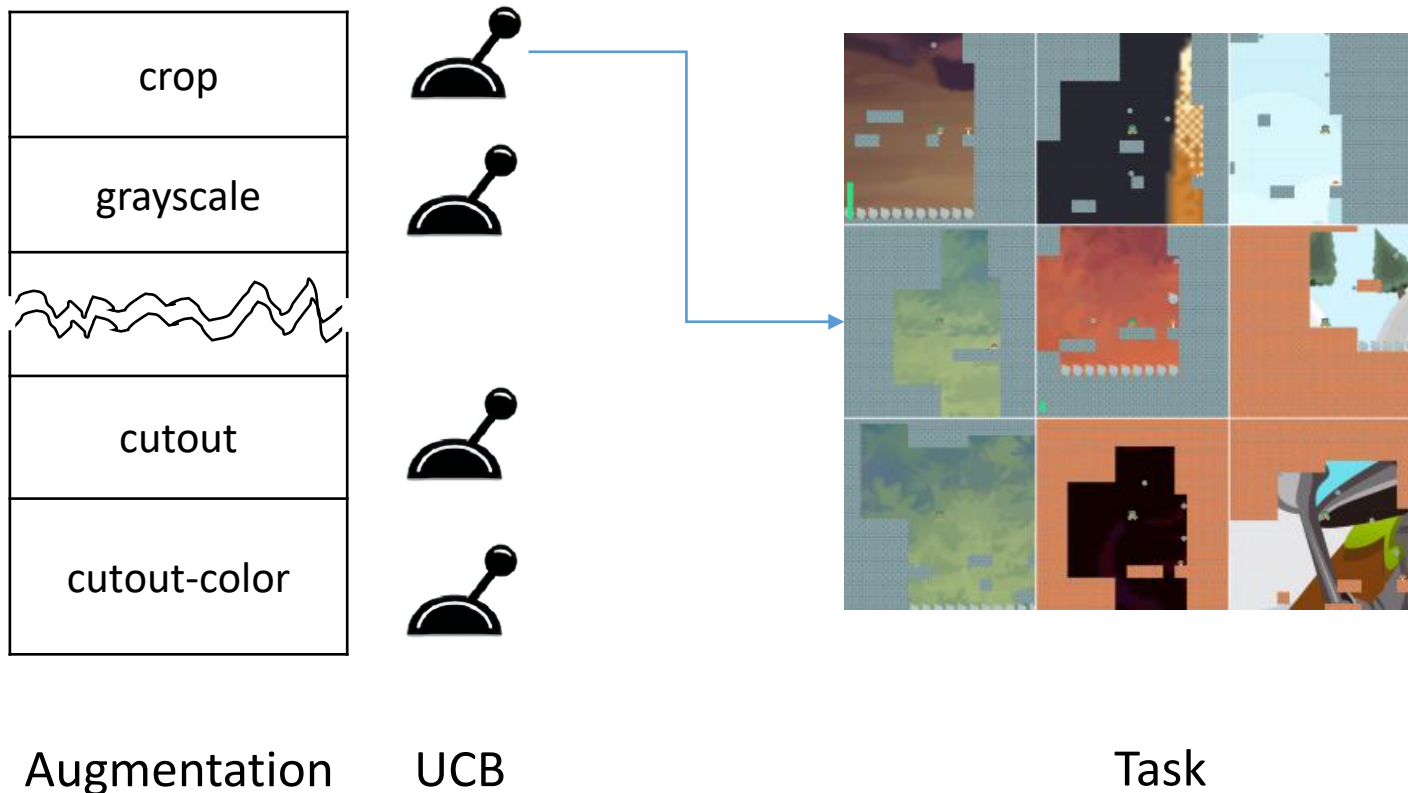 crop
grayscale
cutout
cutout-color
Augmentation
UCB
Task